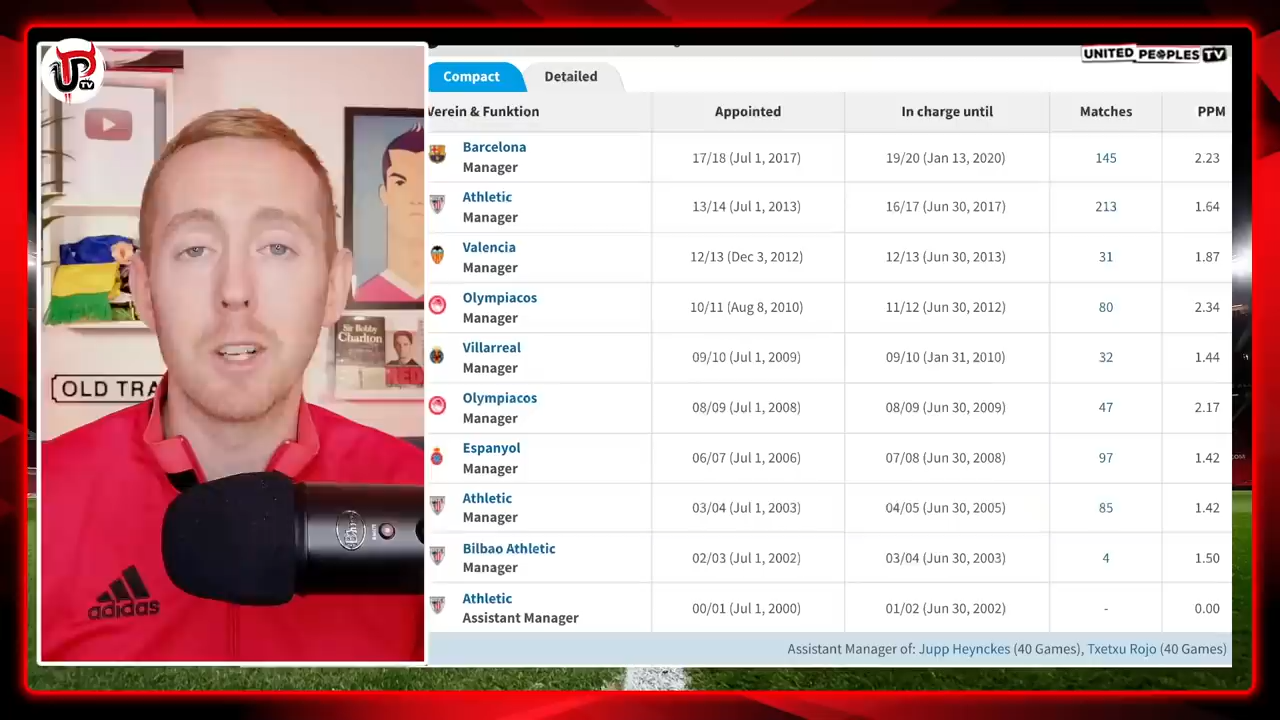 UP
TV
UNITED PEOPLES TV
Compact
Detailed
Verein & Funktion
Appointed
In charge until
Matches
PPM
Barcelona
Manager
17/18 (Jul 1, 2017)
19/20 (Jan 13, 2020)
145
2.23
Athletic
Manager
13/14 (Jul 1, 2013)
16/17 (Jun 30, 2017)
213
1.64
Valencia
Manager
12/13 (Dec 3, 2012)
12/13 (Jun 30, 2013)
31
1.87
Olympiacos
Manager
10/11 (Aug 8, 2010)
11/12 (Jun 30, 2012)
80
2.34
Villarreal
Manager
09/10 (Jul 1, 2009)
09/10 (Jan 31, 2010)
32
1.44
Olympiacos
Manager
08/09 (Jul 1, 2008)
08/09 (Jun 30, 2009)
47
2.17
Espanyol
Manager
06/07 (Jul 1, 2006)
07/08 (Jun 30, 2008)
97
1.42
Athletic
Manager
03/04 (Jul 1, 2003)
04/05 (Jun 30, 2005)
85
1.42
Bilbao Athletic
Manager
02/03 (Jul 1, 2002)
03/04 (Jun 30, 2003)
4
1.50
Athletic
Assistant Manager
00/01 (Jul 1, 2000)
01/02 (Jun 30, 2002)
-
0.00
Assistant Manager of: Jupp Heynckes (40 Games), Txetxu Rojo (40 Games)
Sir Bobby
Charlton
RED
OLD TRA
Blue
adidas